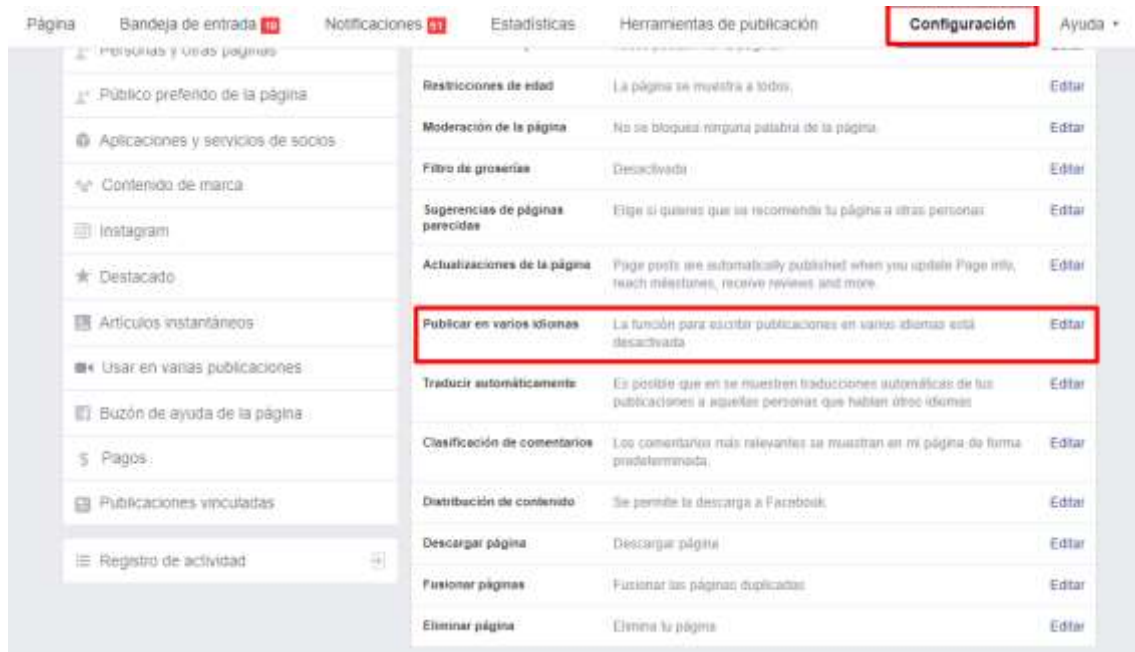 Página Bandeja de entrada 10 Notificaciones 51 Estadísticas Herramientas de publicación Configuración Ayuda
Personas y otras páginas
Público preferido de la página
Aplicaciones y servicios de socios
Contenido de marca
Instagram
Destacado
Artículos instantáneos
Usar en varias publicaciones
Buzón de ayuda de la página
Pagos
Publicaciones vinculadas
Registro de actividad
Restricciones de edad La página se muestra a todos. Editar
Moderación de la página No se bloquea ninguna palabra de la página. Editar
Filtro de groserías Desactivada Editar
Sugerencias de páginas Elige si quieres que se recomiende tu página a otras personas Editar
parecidas
Actualizaciones de la página Page posts are automatically published when you update Page info, Editar
reach milestones, receive reviews and more.
Publicar en varios idiomas La función para escribir publicaciones en varios idiomas está Editar
desactivada
Traducir automáticamente Es posible que en se muestren traducciones automáticas de tus Editar
publicaciones a aquellas personas que hablan otros idiomas
Clasificación de comentarios Los comentarios más relevantes se muestran en mi página de forma Editar
predeterminada.
Distribución de contenido Se permite la descarga a Facebook. Editar
Descargar página Descargar página Editar
Fusionar páginas Fusionar las páginas duplicadas Editar
Eliminar página Elimina tu página Editar